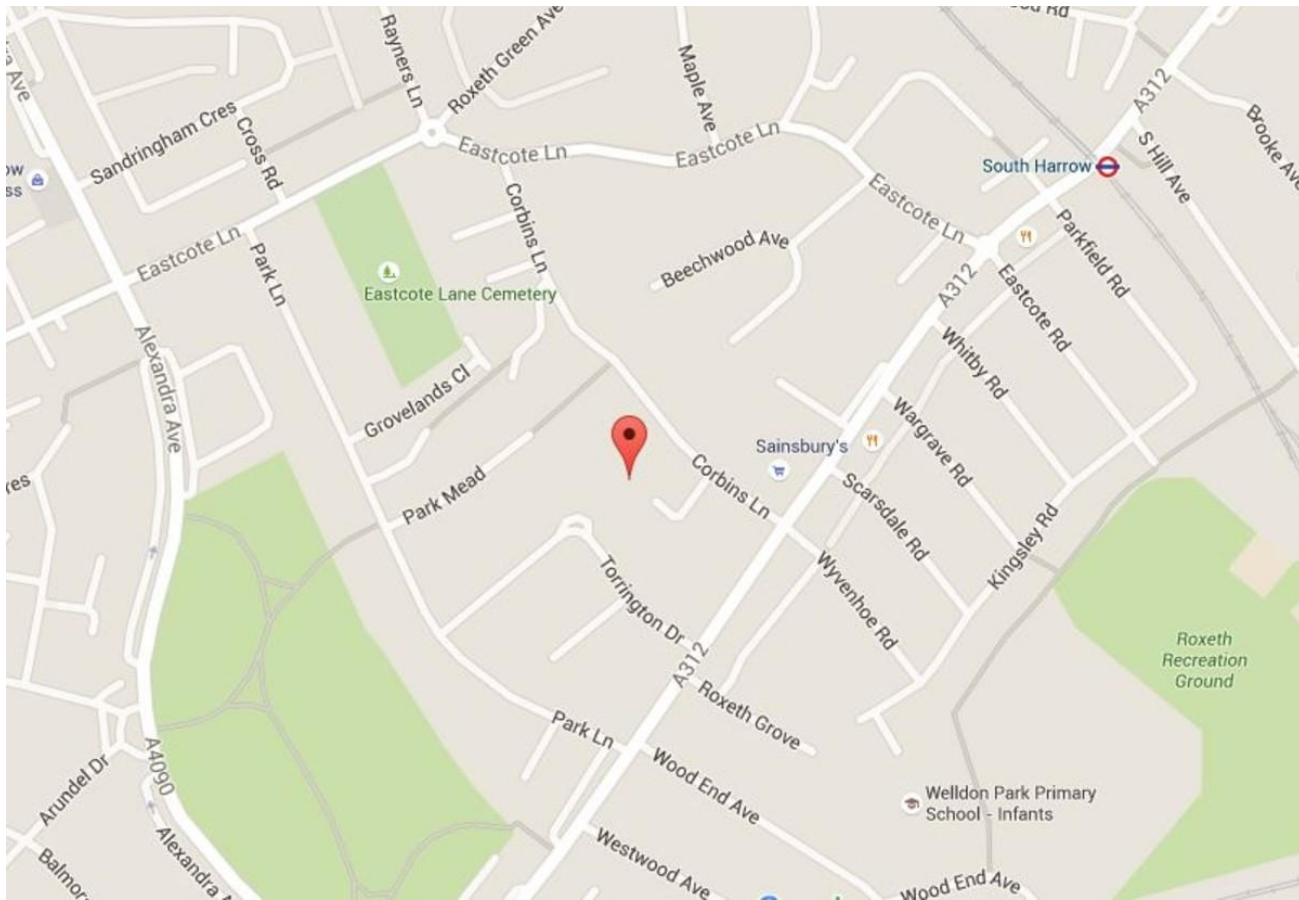 Rayners Ln
Roxeth Green Ave
Maple Ave
A312
Brooke Ave
Sandringham Cres
Cross Rd
Eastcote Ln
Eastcote Ln
South Harrow
S Hill Ave
Corbins Ln
Eastcote Ln
Parkfield Rd
Eastcote Ln
Park Ln
Beechwood Ave
Eastcote Lane Cemetery
A312
Eastcote Rd
Alexandra Ave
Whitby Rd
Grovelands Cl
Wargrave Rd
Sainsbury's
Park Mead
Corbins Ln
Scarsdale Rd
Kingsley Rd
Torrington Dr
Wyvenhoe Rd
Roxeth
Recreation
Ground
A312
Roxeth Grove
Park Ln
A4090
Wood End Ave
Arundel Dr
Welldon Park Primary
School - Infants
Alexandra A
Balmor
Westwood Ave
Wood End Ave